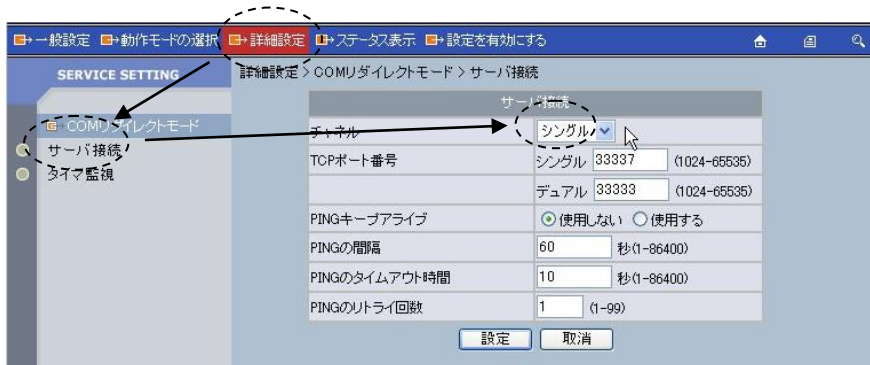 一般設定 動作モードの選択 詳細設定 ステータス表示 設定を有効にする
SERVICE SETTING
詳細設定 > COMリダイレクトモード > サーバ接続
COMリダイレクトモード
サーバ接続
タイマ監視
サーバ接続
チャネル シングル
TCPポート番号 シングル 33337 (1024-65535)
デュアル 33333 (1024-65535)
PINGキープアライブ 使用しない 使用する
PINGの間隔 60 秒(1-86400)
PINGのタイムアウト時間 10 秒(1-86400)
PINGのリトライ回数 1 (1-99)
設定 取消